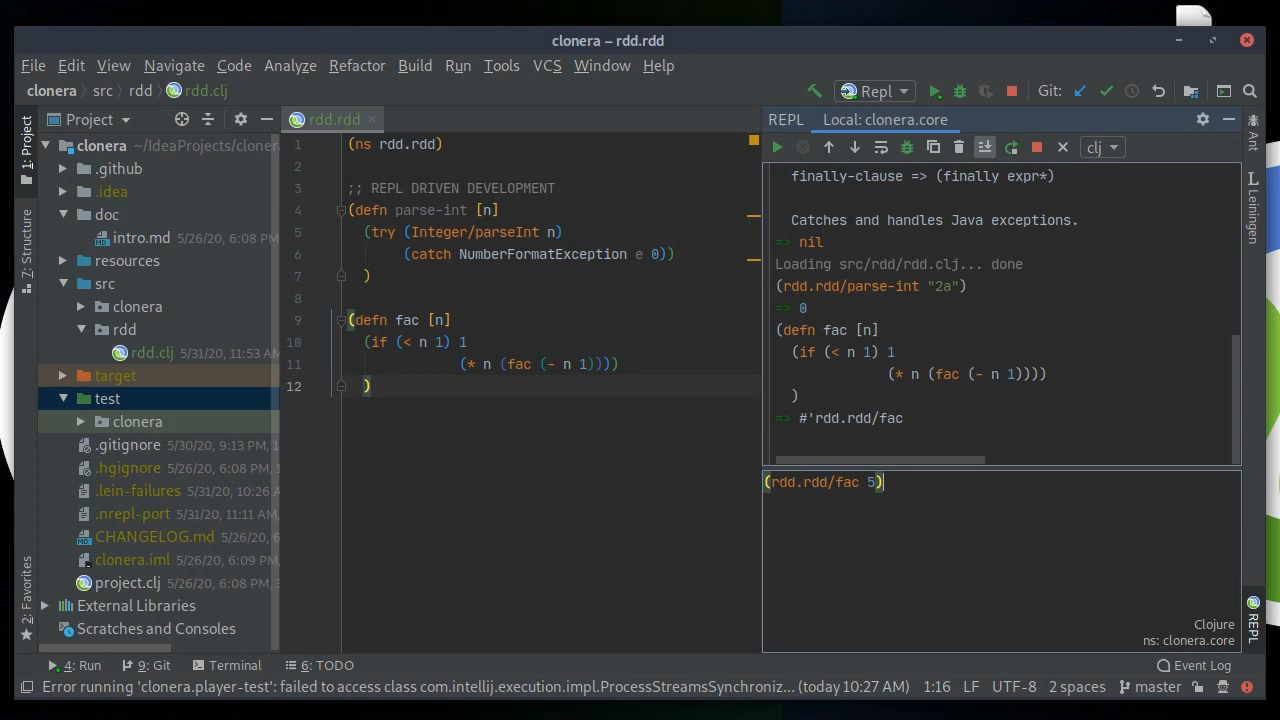 clonera – rdd.rdd
File Edit View Navigate Code Analyze Refactor Build Run Tools VCS Window Help
clonera src rdd rdd.clj
Repl
Git:
1: Project
7: Structure
2: Favorites
Project
clonera ~/IdeaProjects/cloner
.github
.idea
doc
intro.md 5/26/20, 6:08 PM,
resources
src
clonera
rdd
rdd.clj 5/31/20, 11:53 AM
target
test
clonera
.gitignore 5/30/20, 9:13 PM, 1
.hgignore 5/26/20, 6:08 PM, 1
.lein-failures 5/31/20, 10:26
.nrepl-port 5/31/20, 11:11 AM,
CHANGELOG.md 5/26/20, 6
clonera.iml 5/26/20, 6:09 PM,
project.clj 5/26/20, 6:08 PM,
External Libraries
Scratches and Consoles
rdd.rdd
1 (ns rdd.rdd)
2
3 ;; REPL DRIVEN DEVELOPMENT
4 (defn parse-int [n]
5 (try (Integer/parseInt n)
6 (catch NumberFormatException e 0))
7 )
8
9 (defn fac [n]
10 (if (< n 1) 1
11 (* n (fac (- n 1))))
12 )
REPL Local: clonera.core
clj
finally-clause => (finally expr*)
Catches and handles Java exceptions.
=> nil
Loading src/rdd/rdd.clj... done
(rdd.rdd/parse-int "2a")
=> 0
(defn fac [n]
(if (< n 1) 1
(* n (fac (- n 1))))
)
=> #'rdd.rdd/fac
(rdd.rdd/fac 5)
Clojure
ns: clonera.core
Ant
Leiningen
REPL
4: Run 9: Git Terminal 6: TODO Event Log
Error running 'clonera.player-test': failed to access class com.intellij.execution.impl.ProcessStreamsSynchroniz... (today 10:27 AM) 1:16 LF UTF-8 2 spaces master